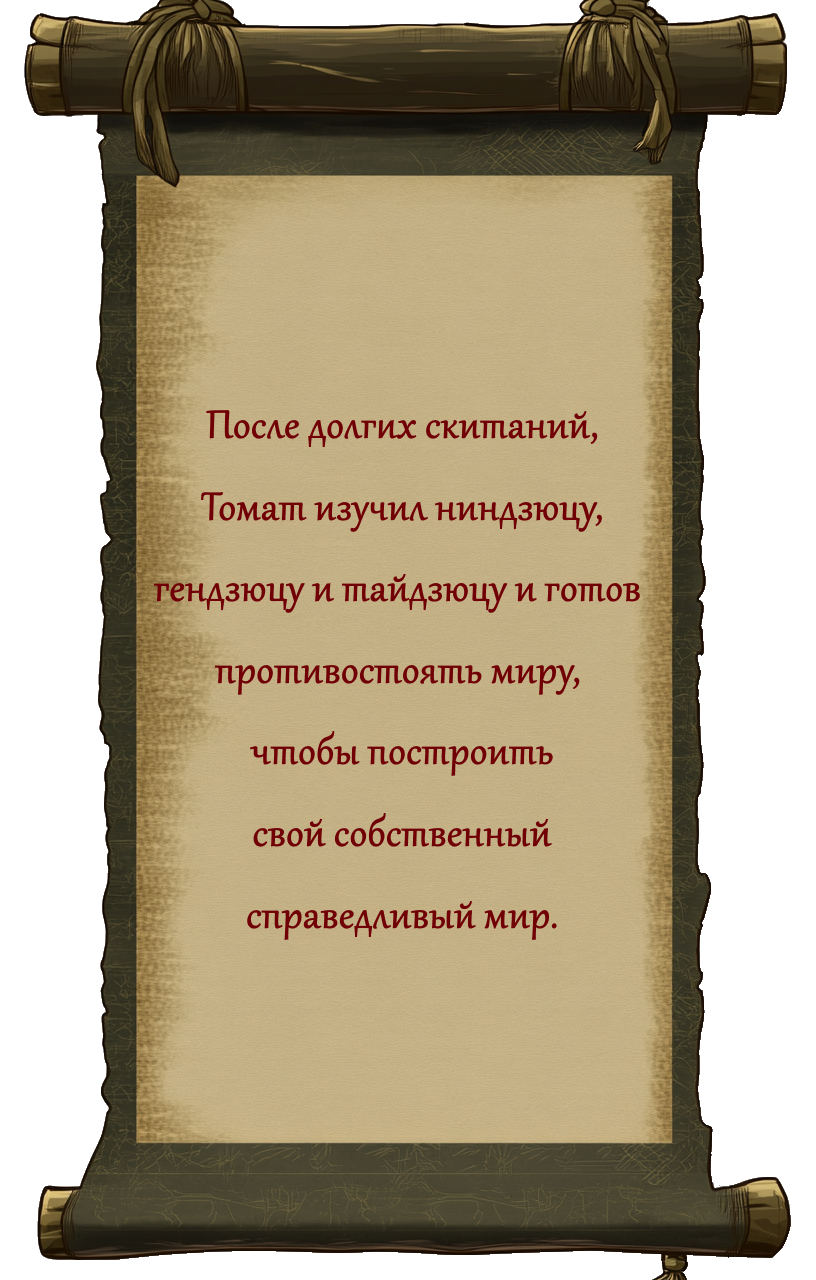 После долгих скитаний,
Томат изучил ниндзюцу,
гендзюцу и тайдзюцу и готов
противостоять миру,
чтобы построить
свой собственный
справедливый мир.